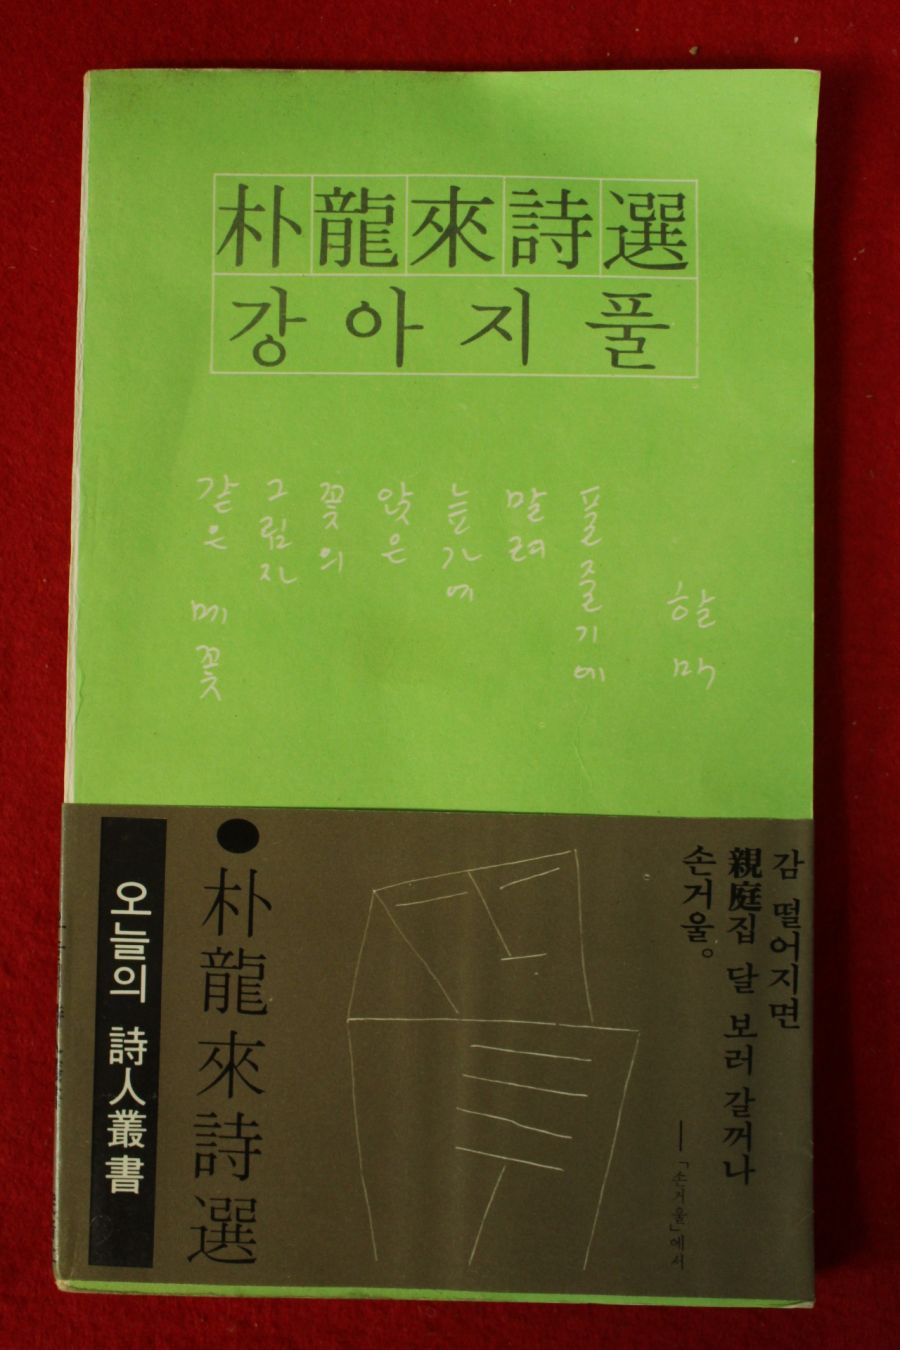 朴龍來詩選
강아지풀
할매
풀줄기에
말려
늪가에
앉은
꽃의
그림자
같은 메꽃
감 떨어지면
親庭집 달 보러 갈꺼나
손거울。
—「손거울」에서
●朴龍來詩選
오늘의 詩人叢書